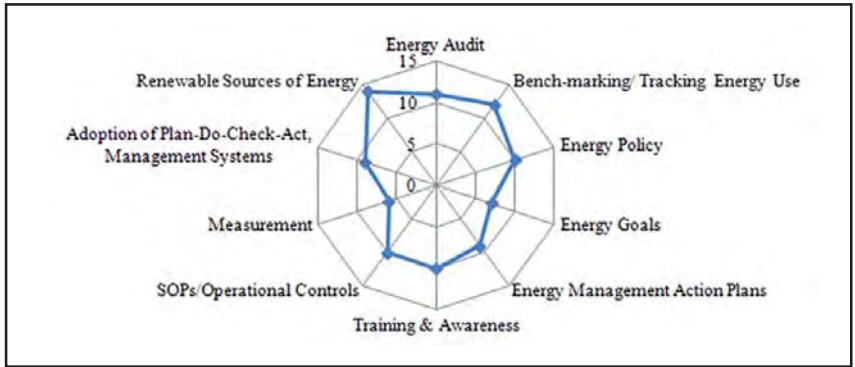 Energy Audit
15
Renewable Sources of Energy
Bench-marking/ Tracking Energy Use
10
Adoption of Plan-Do-Check-Act,
Management Systems
Energy Policy
5
0
Measurement
Energy Goals
SOPs/Operational Controls
Energy Management Action Plans
Training & Awareness